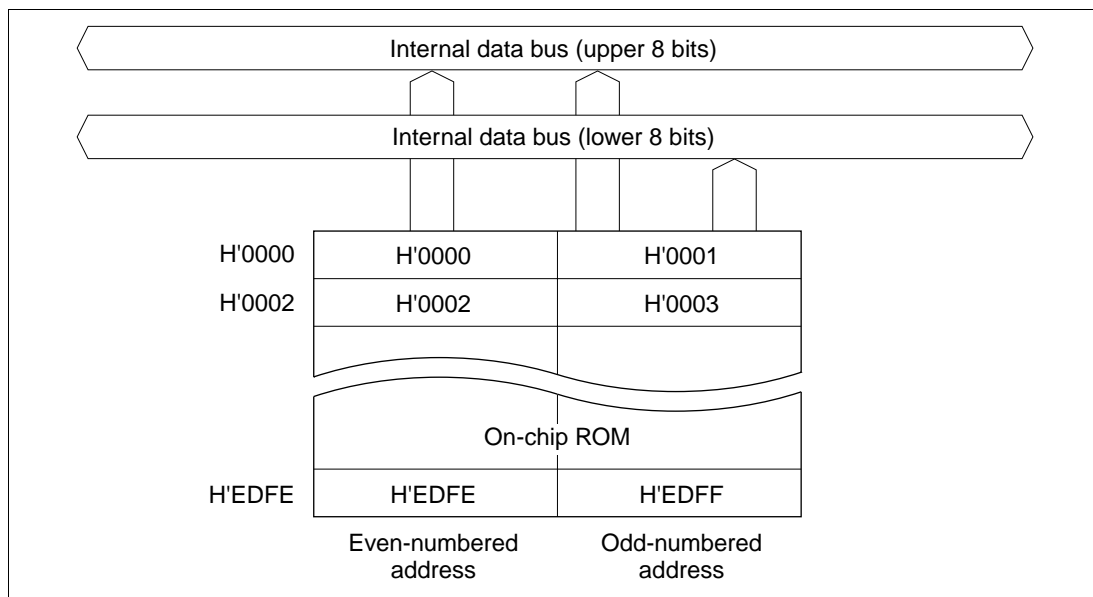 Internal data bus (upper 8 bits)
Internal data bus (lower 8 bits)
H'0000 H'0000 H'0001
H'0002 H'0002 H'0003
On-chip ROM
H'EDFE H'EDFE H'EDFF
Even-numbered address
Odd-numbered address